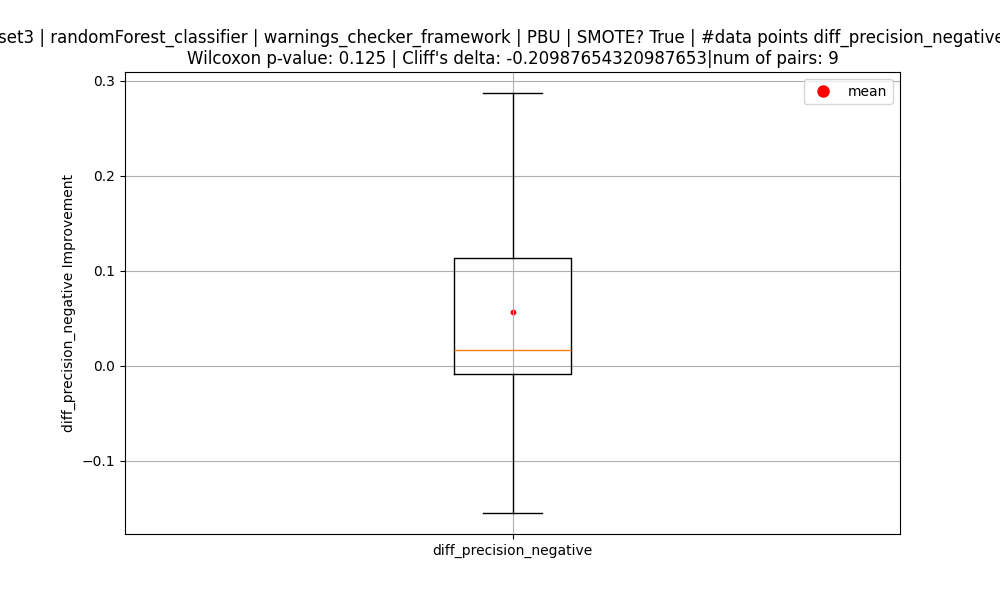 set3 | randomForest_classifier | warnings_checker_framework | PBU | SMOTE? True | #data points diff_precision_negative
Wilcoxon p-value: 0.125 | Cliff's delta: -0.20987654320987653|num of pairs: 9
mean
0.3
0.2
0.1
0.0
−0.1
diff_precision_negative Improvement
diff_precision_negative